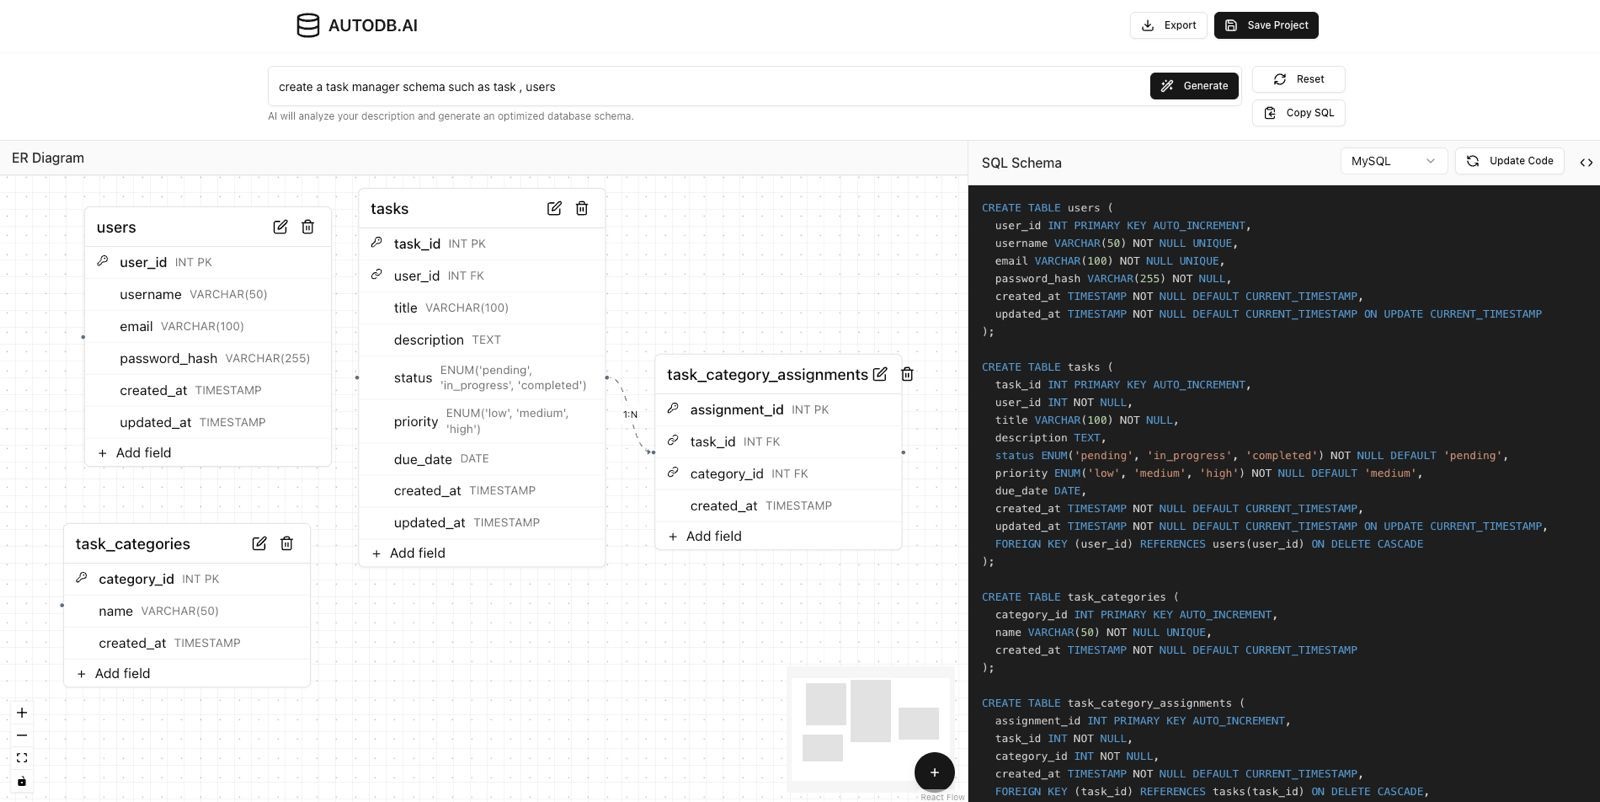 AUTODB.AI
Export
Save Project
create a task manager schema such as task , users
Generate
Reset
AI will analyze your description and generate an optimized database schema.
Copy SQL
ER Diagram
users
user_id INT PK
username VARCHAR(50)
email VARCHAR(100)
password_hash VARCHAR(255)
created_at TIMESTAMP
updated_at TIMESTAMP
+ Add field
tasks
task_id INT PK
user_id INT FK
title VARCHAR(100)
description TEXT
status ENUM('pending',
'in_progress', 'completed')
priority ENUM('low', 'medium',
'high')
due_date DATE
created_at TIMESTAMP
updated_at TIMESTAMP
+ Add field
1:N
task_category_assignments
assignment_id INT PK
task_id INT FK
category_id INT FK
created_at TIMESTAMP
+ Add field
task_categories
category_id INT PK
name VARCHAR(50)
created_at TIMESTAMP
+ Add field
React Flow
SQL Schema
MySQL
Update Code
CREATE TABLE users (
user_id INT PRIMARY KEY AUTO_INCREMENT,
username VARCHAR(50) NOT NULL UNIQUE,
email VARCHAR(100) NOT NULL UNIQUE,
password_hash VARCHAR(255) NOT NULL,
created_at TIMESTAMP NOT NULL DEFAULT CURRENT_TIMESTAMP,
updated_at TIMESTAMP NOT NULL DEFAULT CURRENT_TIMESTAMP ON UPDATE CURRENT_TIMESTAMP
);
CREATE TABLE tasks (
task_id INT PRIMARY KEY AUTO_INCREMENT,
user_id INT NOT NULL,
title VARCHAR(100) NOT NULL,
description TEXT,
status ENUM('pending', 'in_progress', 'completed') NOT NULL DEFAULT 'pending',
priority ENUM('low', 'medium', 'high') NOT NULL DEFAULT 'medium',
due_date DATE,
created_at TIMESTAMP NOT NULL DEFAULT CURRENT_TIMESTAMP,
updated_at TIMESTAMP NOT NULL DEFAULT CURRENT_TIMESTAMP ON UPDATE CURRENT_TIMESTAMP,
FOREIGN KEY (user_id) REFERENCES users(user_id) ON DELETE CASCADE
);
CREATE TABLE task_categories (
category_id INT PRIMARY KEY AUTO_INCREMENT,
name VARCHAR(50) NOT NULL UNIQUE,
created_at TIMESTAMP NOT NULL DEFAULT CURRENT_TIMESTAMP
);
CREATE TABLE task_category_assignments (
assignment_id INT PRIMARY KEY AUTO_INCREMENT,
task_id INT NOT NULL,
category_id INT NOT NULL,
created_at TIMESTAMP NOT NULL DEFAULT CURRENT_TIMESTAMP,
FOREIGN KEY (task_id) REFERENCES tasks(task_id) ON DELETE CASCADE,